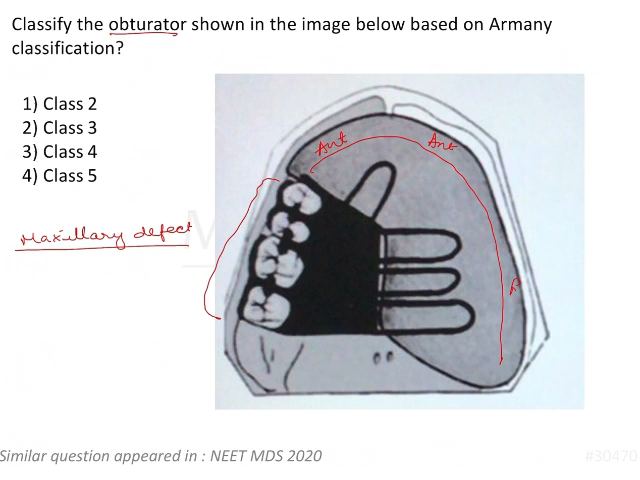 Classify the obturator shown in the image below based on Armany
classification?
1) Class 2
2) Class 3
3) Class 4
4) Class 5
Ant
Ant
Maxillary defect
P
Similar question appeared in : NEET MDS 2020
#30470